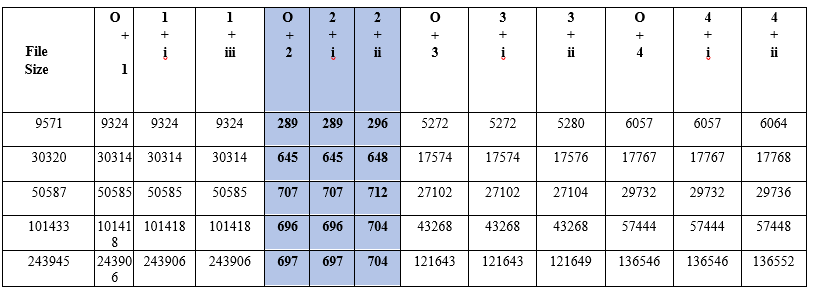 File Size O + 1 1 + i 1 + iii O + 2 2 + i 2 + ii O + 3 3 + i 3 + ii O + 4 4 + i 4 + ii
9571 9324 9324 9324 289 289 296 5272 5272 5280 6057 6057 6064
30320 30314 30314 30314 645 645 648 17574 17574 17576 17767 17767 17768
50587 50585 50585 50585 707 707 712 27102 27102 27104 29732 29732 29736
101433 101418 101418 101418 696 696 704 43268 43268 43268 57444 57444 57448
243945 243906 243906 243906 697 697 704 121643 121643 121649 136546 136546 136552